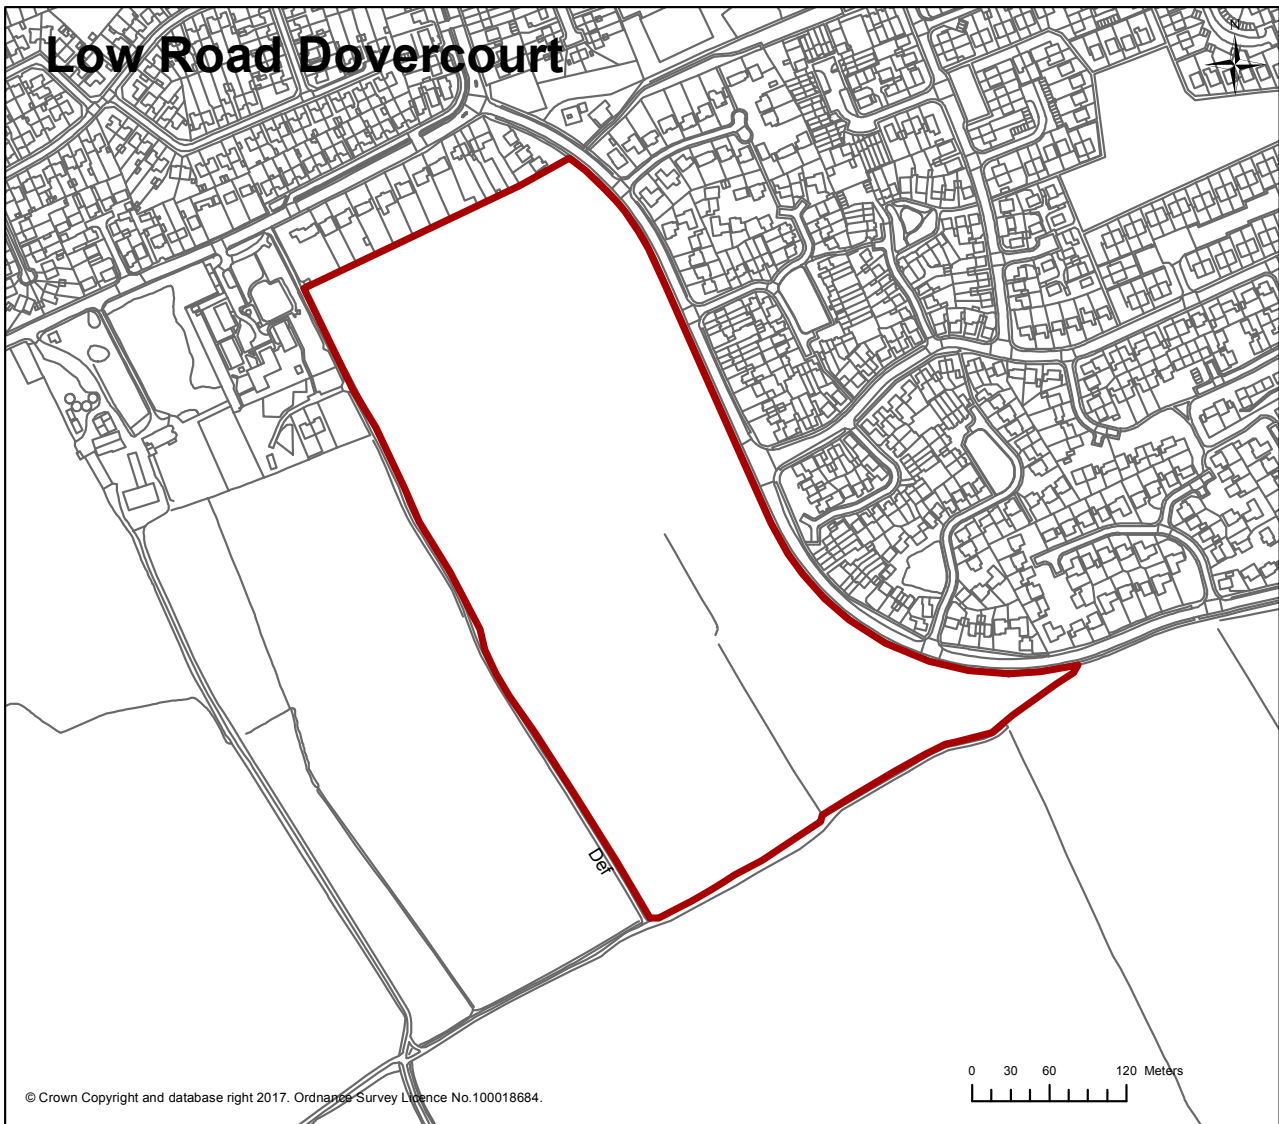 Low Road Dovercourt
N
Def
0 30 60 120 Meters
© Crown Copyright and database right 2017. Ordnance Survey Licence No.100018684.